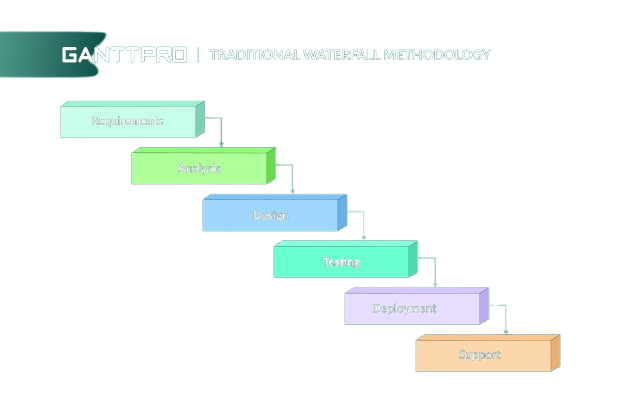 GANTTPRO | TRADITIONAL WATERFALL METHODOLOGY
Requirements
Analysis
Design
Testing
Deployment
Support